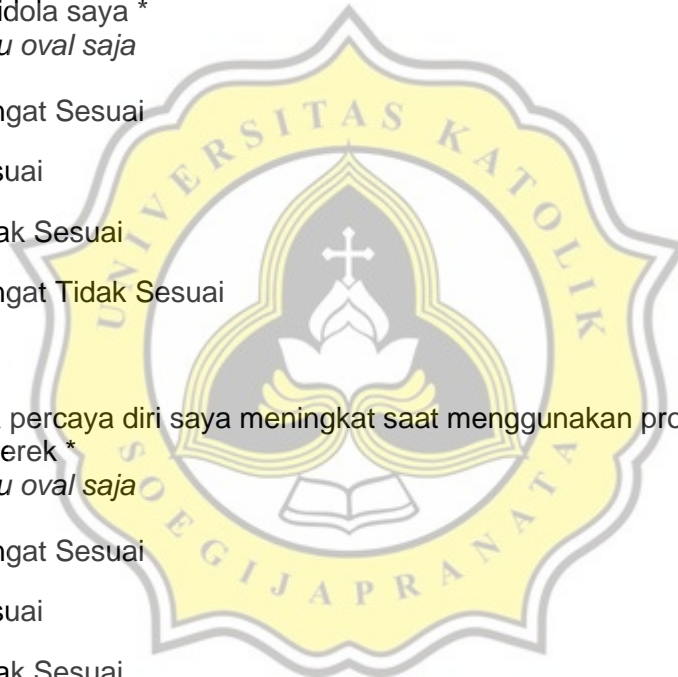 idola saya *
u oval saja
ngat Sesuai
suai
ak Sesuai
ngat Tidak Sesuai
percaya diri saya meningkat saat menggunakan pro
erek *
u oval saja
ngat Sesuai
suai
ak Sesuai
UNIVERSITAS KATOLIK
SOEGIJAPRANATA